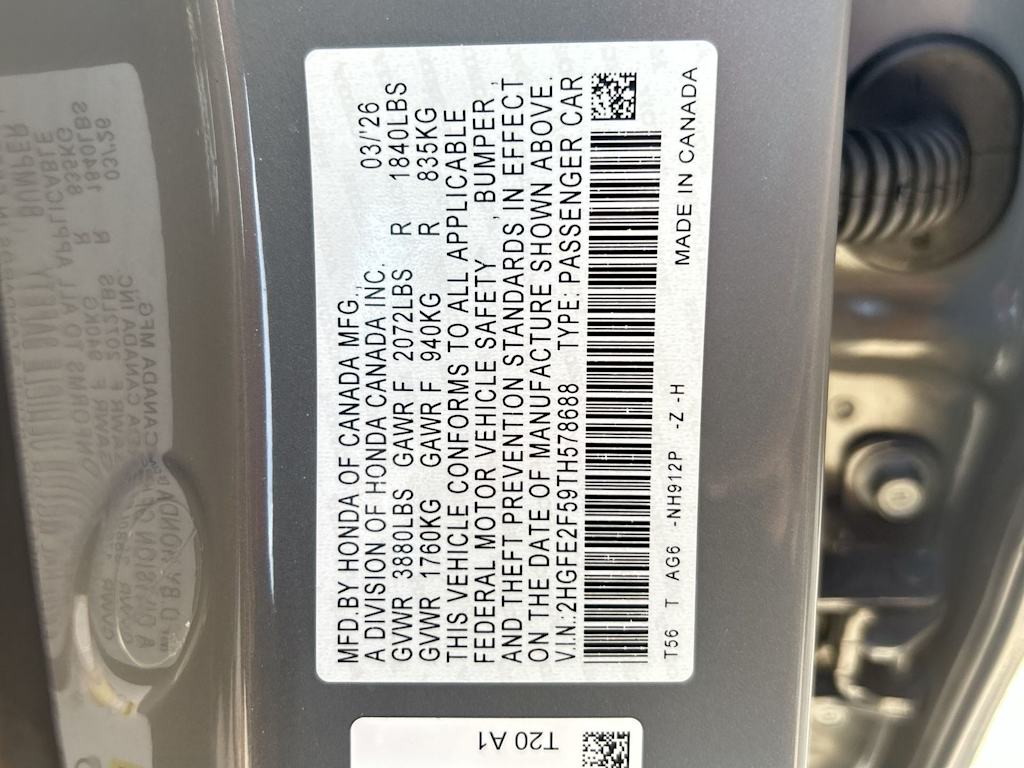 MFD. BY HONDA OF CANADA MFG.,
A DIVISION OF HONDA CANADA INC. 03/'26
GVWR 3880LBS GAWR F 2072LBS R 1840LBS
GVWR 1760KG GAWR F 940KG R 835KG
THIS VEHICLE CONFORMS TO ALL APPLICABLE
FEDERAL MOTOR VEHICLE SAFETY , BUMPER ,
AND THEFT PREVENTION STANDARDS IN EFFECT
ON THE DATE OF MANUFACTURE SHOWN ABOVE.
V.I.N.:2HGFE2F59TH578688 TYPE: PASSENGER CAR
T56 T AG6 -NH912P -Z-H MADE IN CANADA
T20 A1